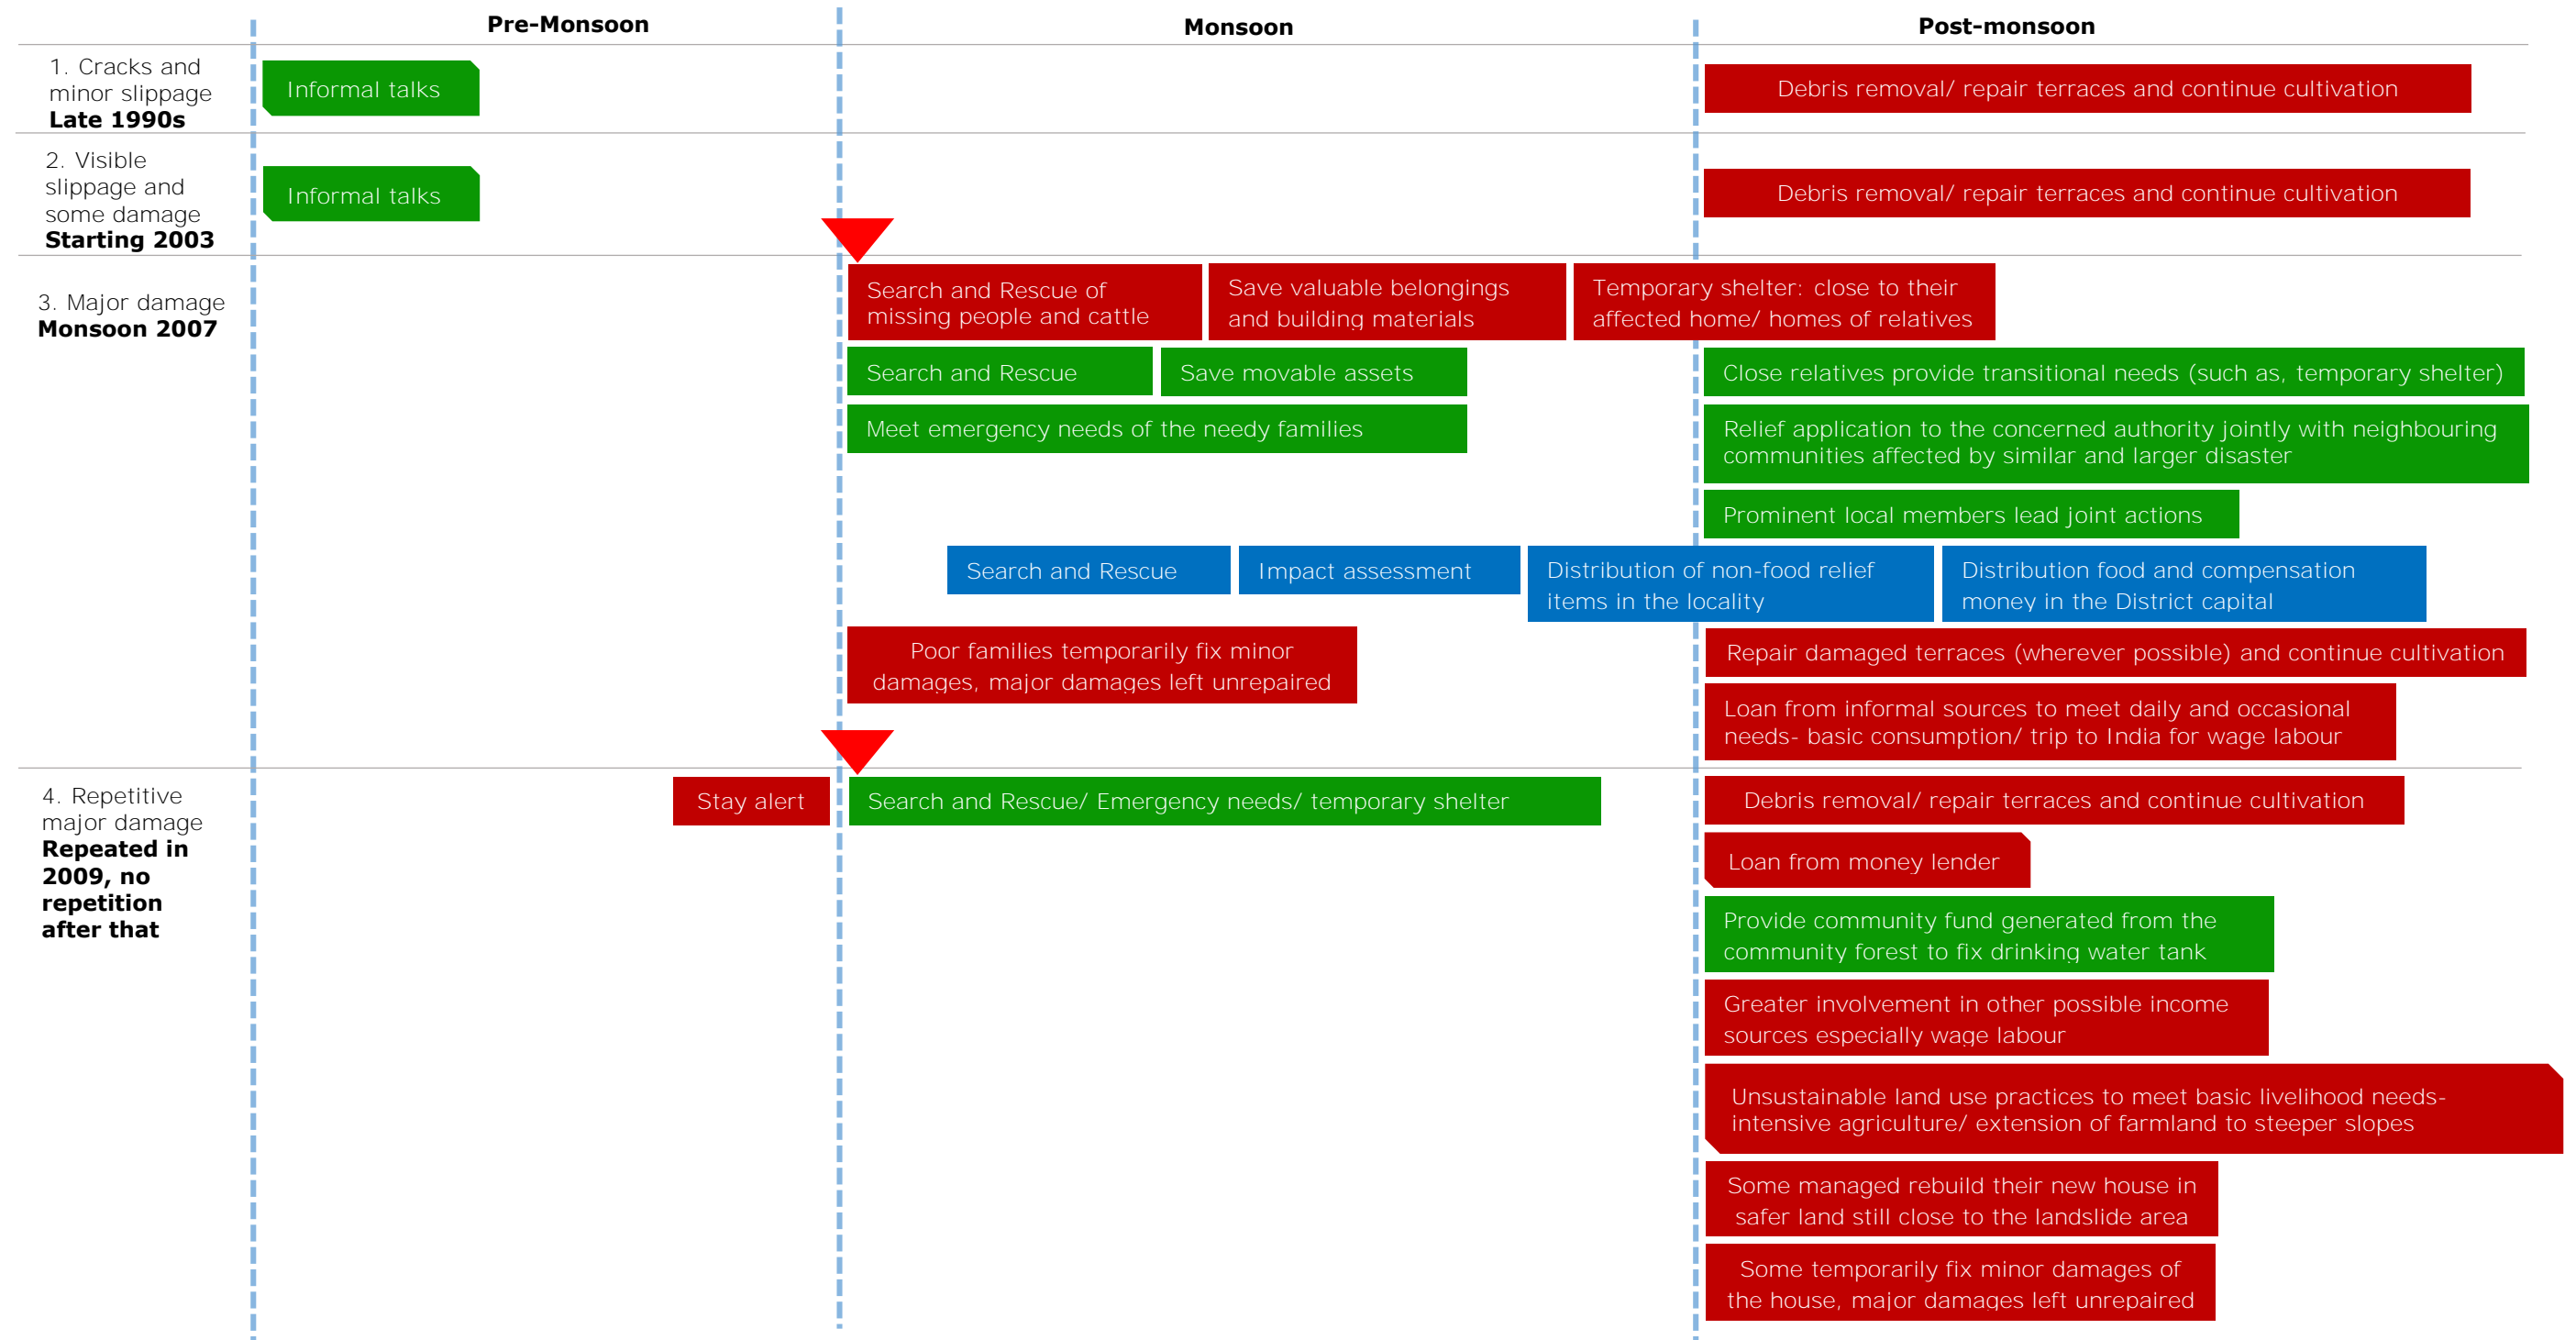 Pre-Monsoon
Monsoon
Post-monsoon
1. Cracks and
minor slippage
Late 1990s
Informal talks
Debris removal/ repair terraces and continue cultivation
2. Visible
slippage and
some damage
Starting 2003
Informal talks
Debris removal/ repair terraces and continue cultivation
3. Major damage
Monsoon 2007
Search and Rescue of
missing people and cattle
Save valuable belongings
and building materials
Temporary shelter: close to their
affected home/ homes of relatives
Search and Rescue
Save movable assets
Close relatives provide transitional needs (such as, temporary shelter)
Meet emergency needs of the needy families
Relief application to the concerned authority jointly with neighbouring
communities affected by similar and larger disaster
Prominent local members lead joint actions
Search and Rescue
Impact assessment
Distribution of non-food relief
items in the locality
Distribution food and compensation
money in the District capital
Poor families temporarily fix minor
damages, major damages left unrepaired
Repair damaged terraces (wherever possible) and continue cultivation
Loan from informal sources to meet daily and occasional
needs- basic consumption/ trip to India for wage labour
4. Repetitive
major damage
Repeated in
2009, no
repetition
after that
Stay alert
Search and Rescue/ Emergency needs/ temporary shelter
Debris removal/ repair terraces and continue cultivation
Loan from money lender
Provide community fund generated from the
community forest to fix drinking water tank
Greater involvement in other possible income
sources especially wage labour
Unsustainable land use practices to meet basic livelihood needs-
intensive agriculture/ extension of farmland to steeper slopes
Some managed rebuild their new house in
safer land still close to the landslide area
Some temporarily fix minor damages of
the house, major damages left unrepaired